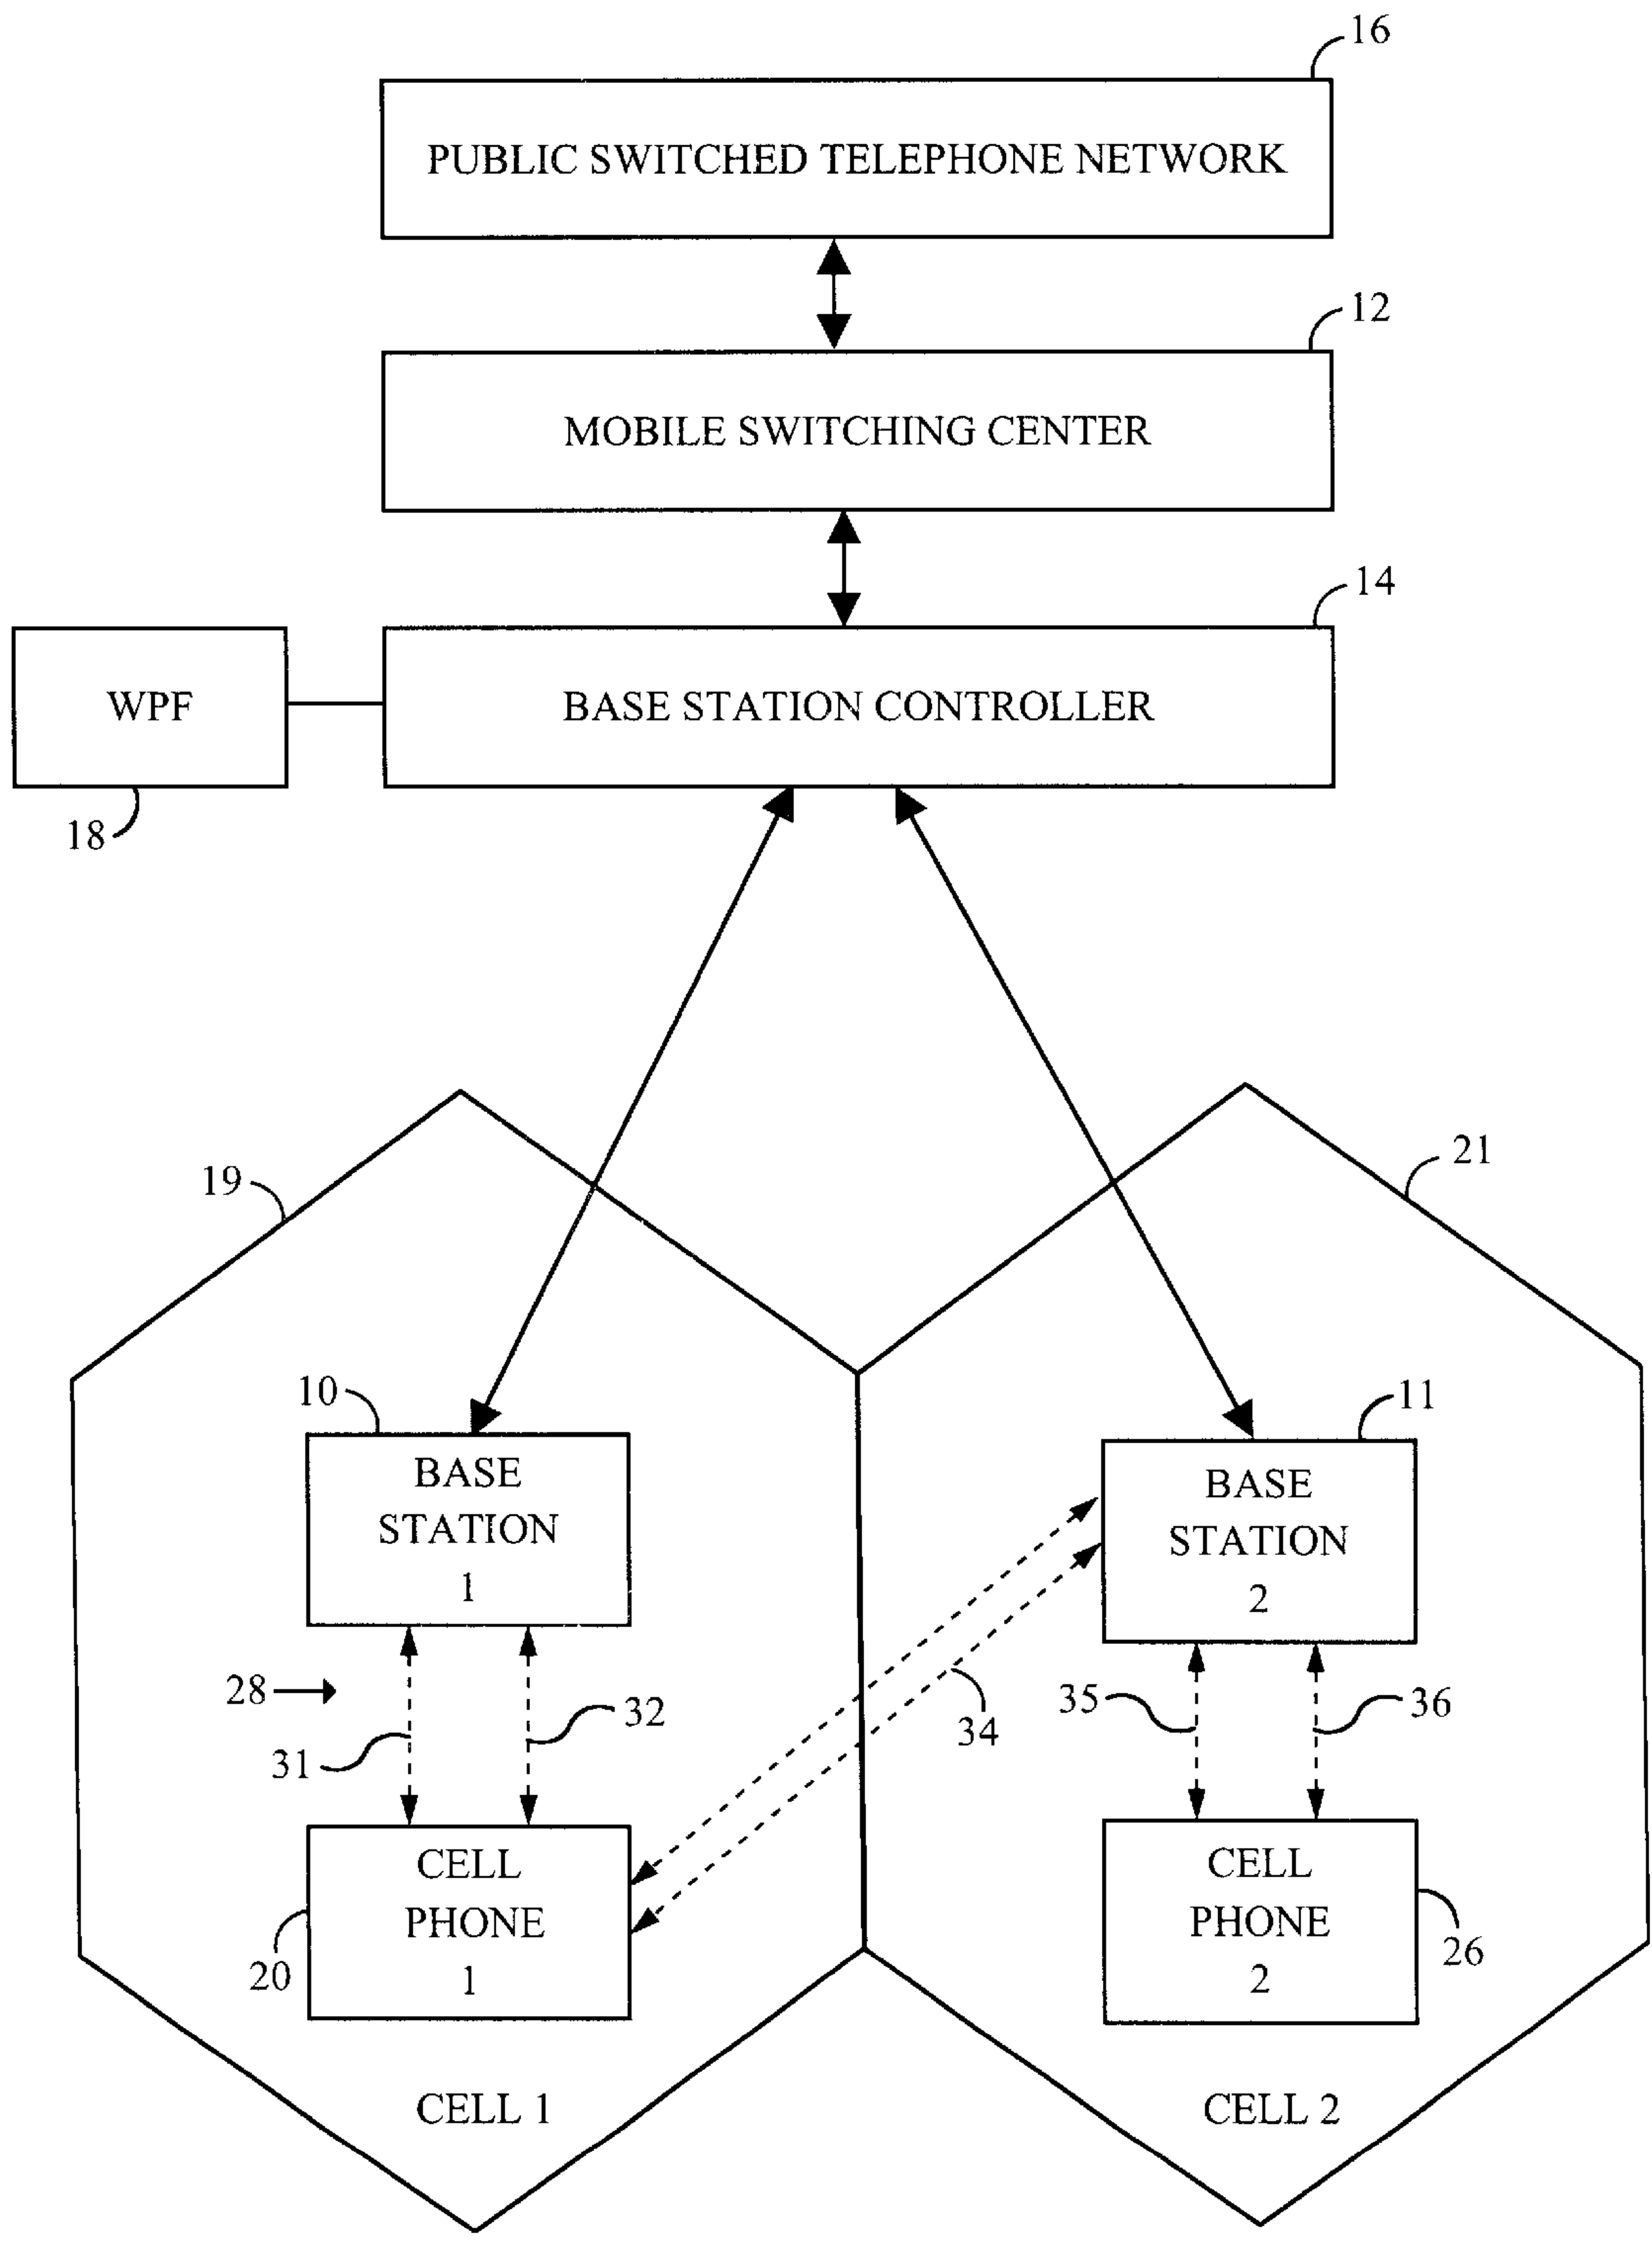 16
PUBLIC SWITCHED TELEPHONE NETWORK
12
MOBILE SWITCHING CENTER
14
WPF
BASE STATION CONTROLLER
18
19
21
10
11
BASE
STATION
1
BASE
STATION
2
28
31
32
34
35
36
CELL
PHONE
1
CELL
PHONE
2
20
26
CELL 1
CELL 2